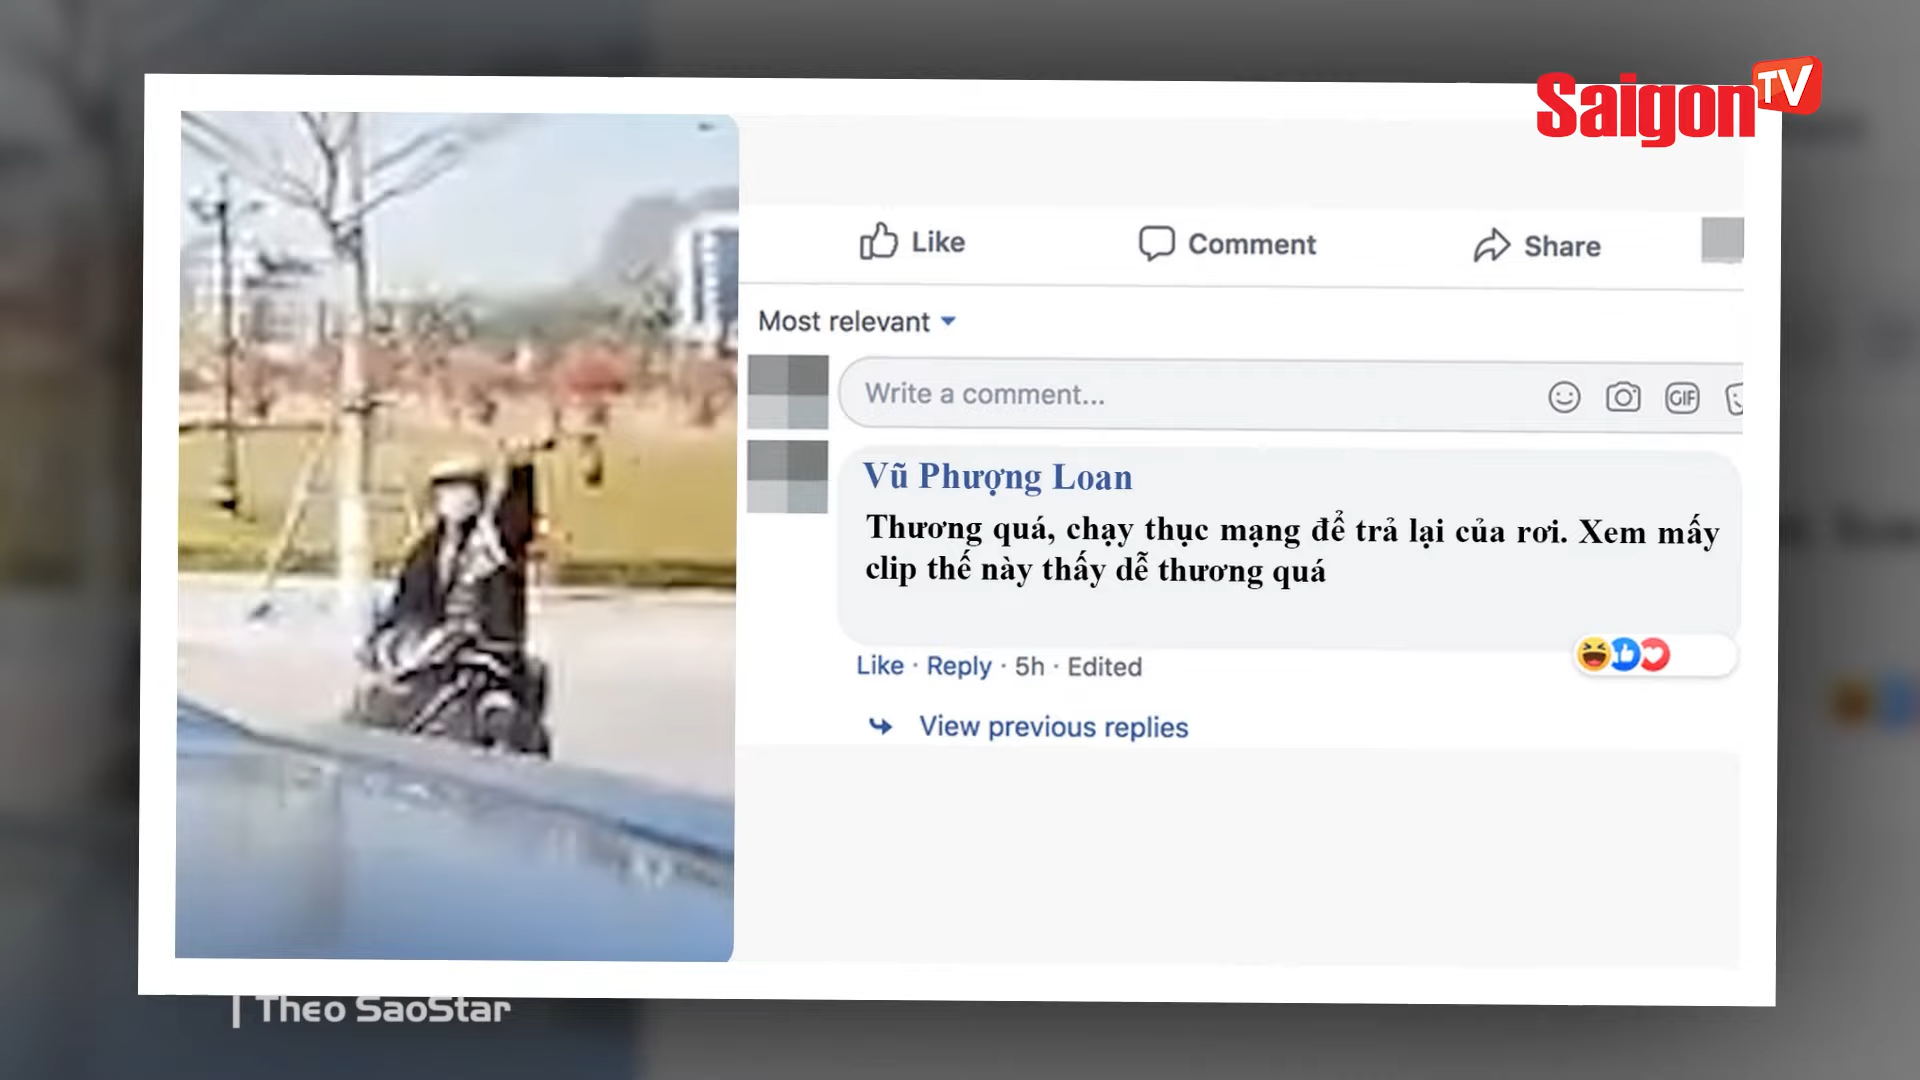 Saigon TV
Like
Comment
Share
Most relevant
Write a comment...
GIF
Vũ Phượng Loan
Thương quá, chạy thục mạng để trả lại của rơi. Xem mấy
clip thế này thấy dễ thương quá
Like · Reply · 5h · Edited
View previous replies
| Theo SaoStar